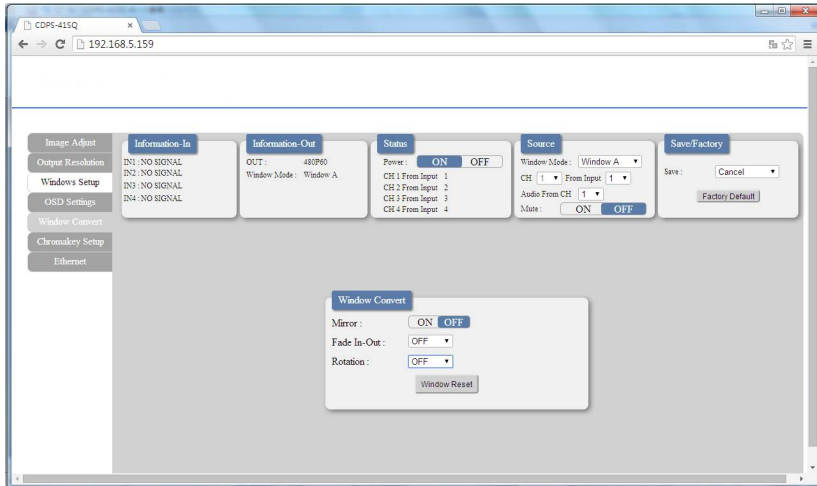 CDPS-41SQ
192.168.5.159
Image Adjust
Output Resolution
Windows Setup
OSD Settings
Window Convert
Chromakey Setup
Ethernet
Information-In
IN1 : NO SIGNAL
IN2 : NO SIGNAL
IN3 : NO SIGNAL
IN4 : NO SIGNAL
Information-Out
OUT : 480P60
Window Mode : Window A
Status
Power : ON OFF
CH 1 From Input 1
CH 2 From Input 2
CH 3 From Input 3
CH 4 From Input 4
Source
Window Mode : Window A
CH 1 From Input 1
Audio From CH 1
Mute : ON OFF
Save/Factory
Save : Cancel
Factory Default
Window Convert
Mirror : ON OFF
Fade In-Out : OFF
Rotation : OFF
Window Reset